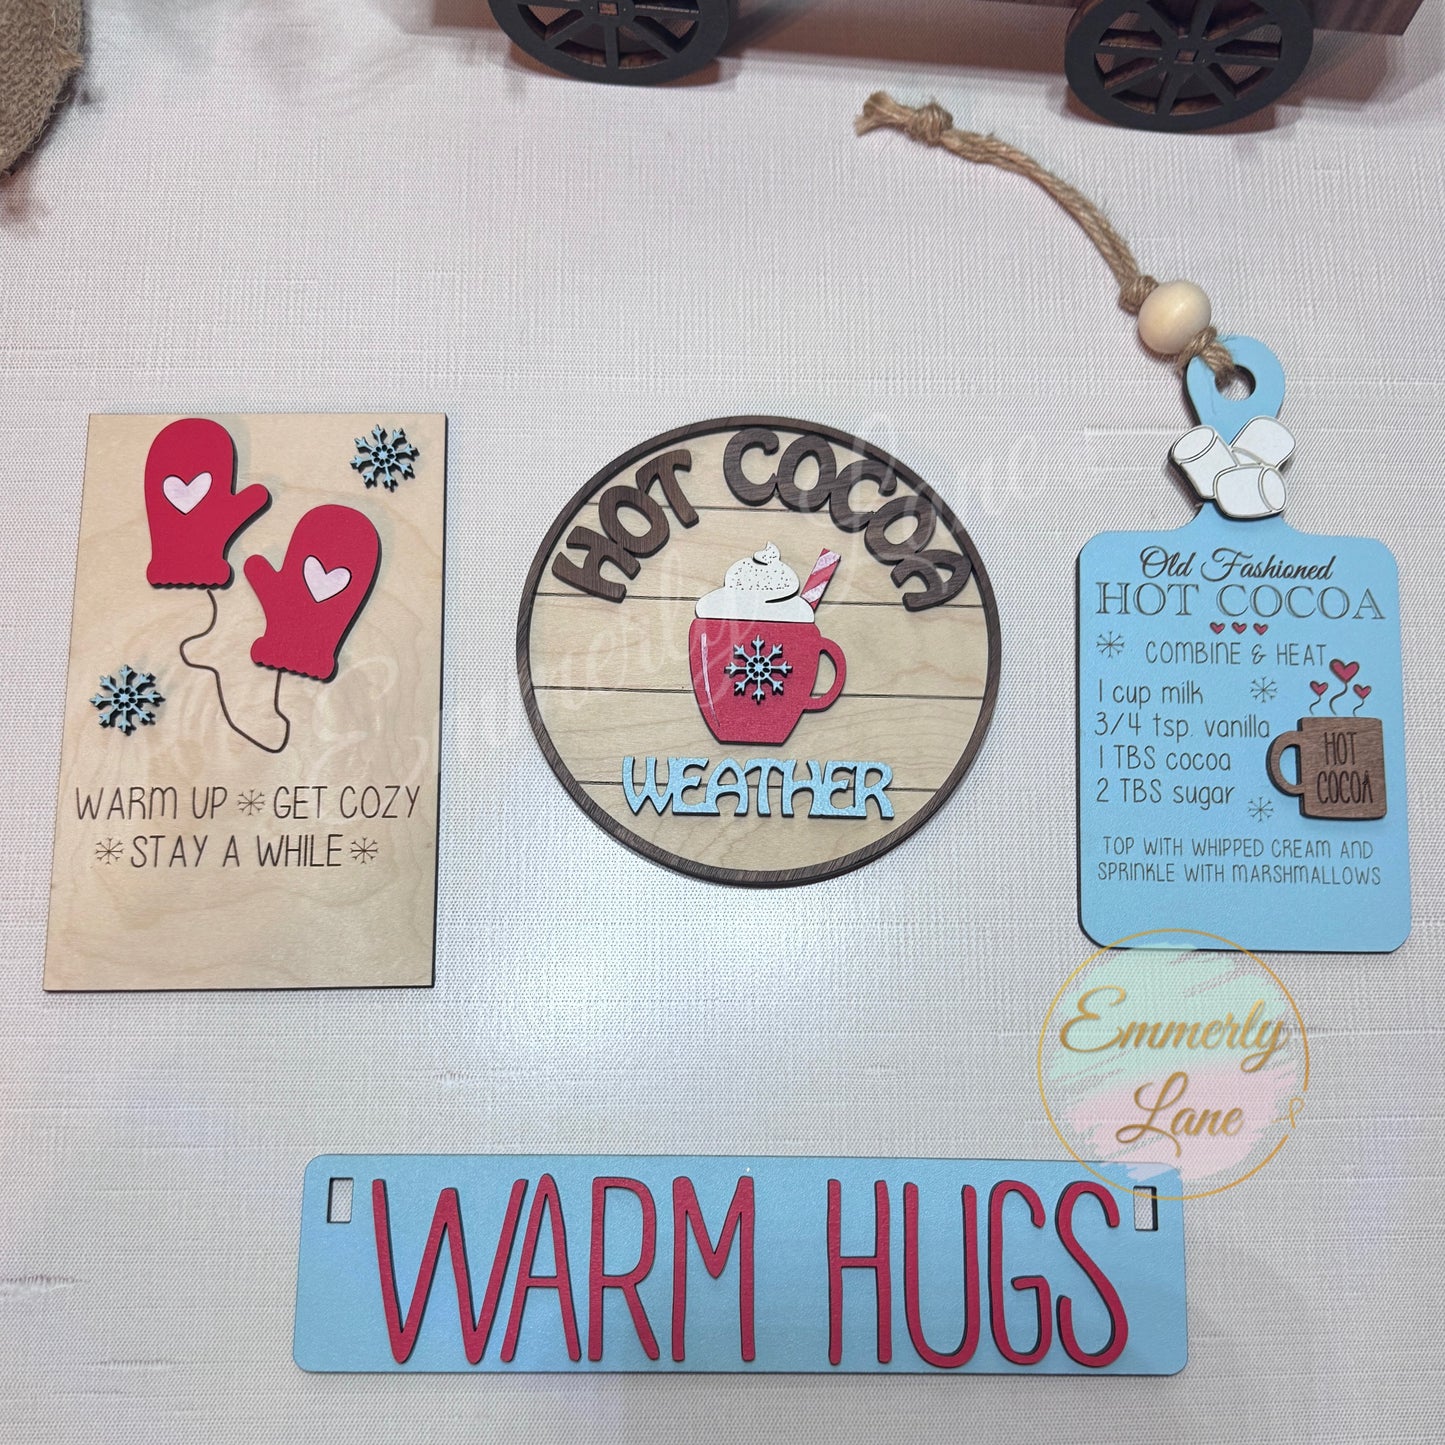 WARM UP GET COZY
STAY A WHILE
HOT COCOA
WEATHER
Old Fashioned
HOT COCOA
COMBINE & HEAT
1 cup milk
3/4 tsp. vanilla
1 TBS cocoa
2 TBS sugar
HOT
COCOA
TOP WITH WHIPPED CREAM AND
SPRINKLE WITH MARSHMALLOWS
Emmerly
Lane
WARM HUGS